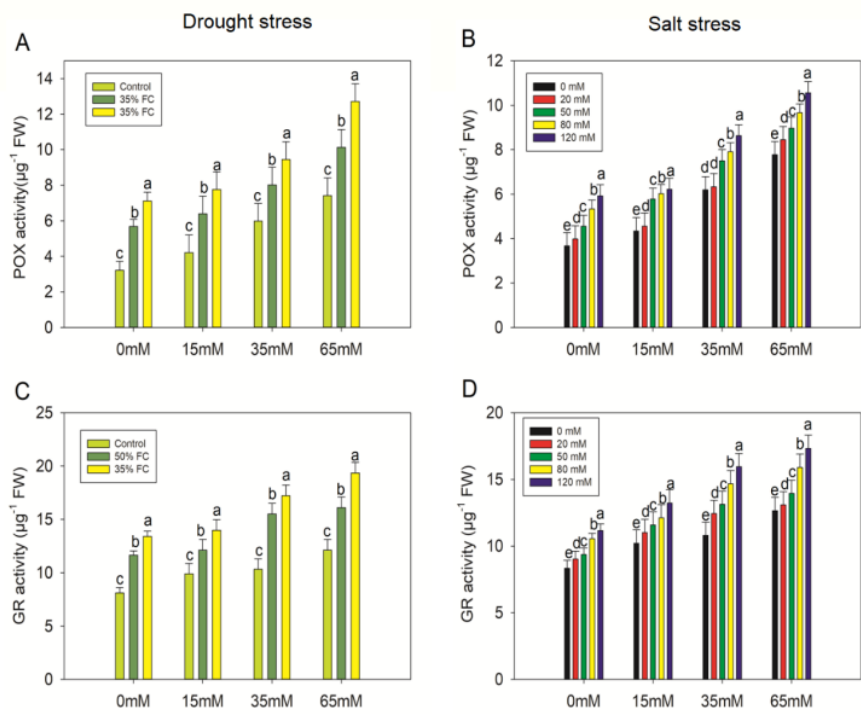 Drought stress
Salt stress
A
POX activity(µg⁻¹ FW)
14
12
10
8
6
4
2
0
Control
35% FC
35% FC
c b a
c b a
c b a
c b a
0mM 15mM 35mM 65mM
B
POX activity (µg⁻¹ FW)
12
10
8
6
4
2
0
0 mM
20 mM
50 mM
80 mM
120 mM
e d c b a
e d c b a
d d c b a
e d c b a
0mM 15mM 35mM 65mM
C
GR activity (µg⁻¹ FW)
25
20
15
10
5
0
Control
50% FC
35% FC
c b a
c b a
c b a
c b a
0mM 15mM 35mM 65mM
D
GR activity (µg⁻¹ FW)
20
15
10
5
0
0 mM
20 mM
50 mM
80 mM
120 mM
e d c b a
e d c b a
e d c b a
e d c b a
0mM 15mM 35mM 65mM